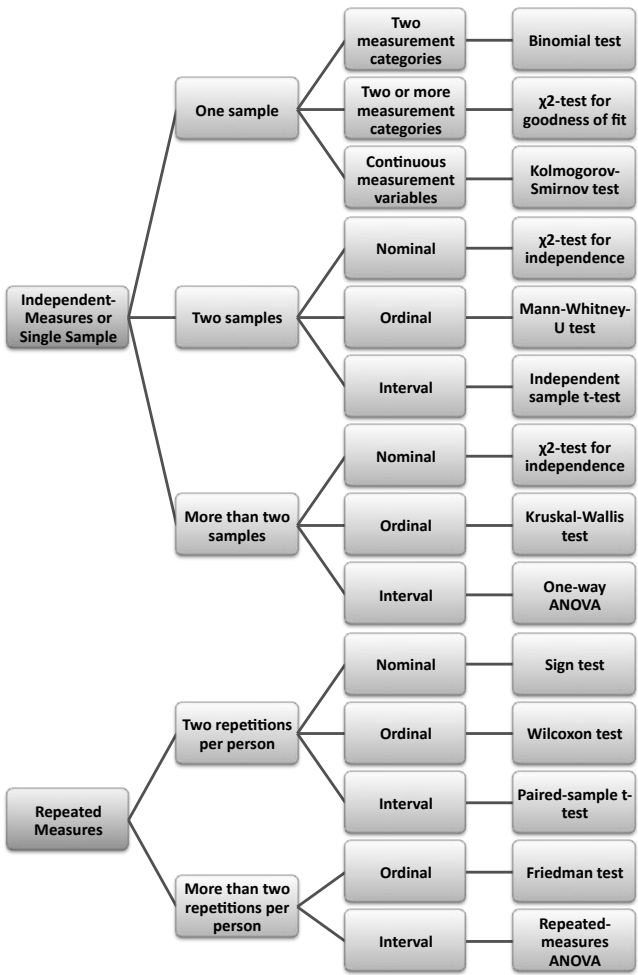 Two
measurement
categories
Binomial test
One sample
Two or more
measurement
categories
χ2-test for
goodness of fit
Continuous
measurement
variables
Kolmogorov-
Smirnov test
Independent-
Measures or
Single Sample
Two samples
Nominal
χ2-test for
independence
Ordinal
Mann-Whitney-
U test
Interval
Independent
sample t-test
More than two
samples
Nominal
χ2-test for
independence
Ordinal
Kruskal-Wallis
test
Interval
One-way
ANOVA
Repeated
Measures
Two repetitions
per person
Nominal
Sign test
Ordinal
Wilcoxon test
Interval
Paired-sample t-
test
More than two
repetitions per
person
Ordinal
Friedman test
Interval
Repeated-
measures
ANOVA